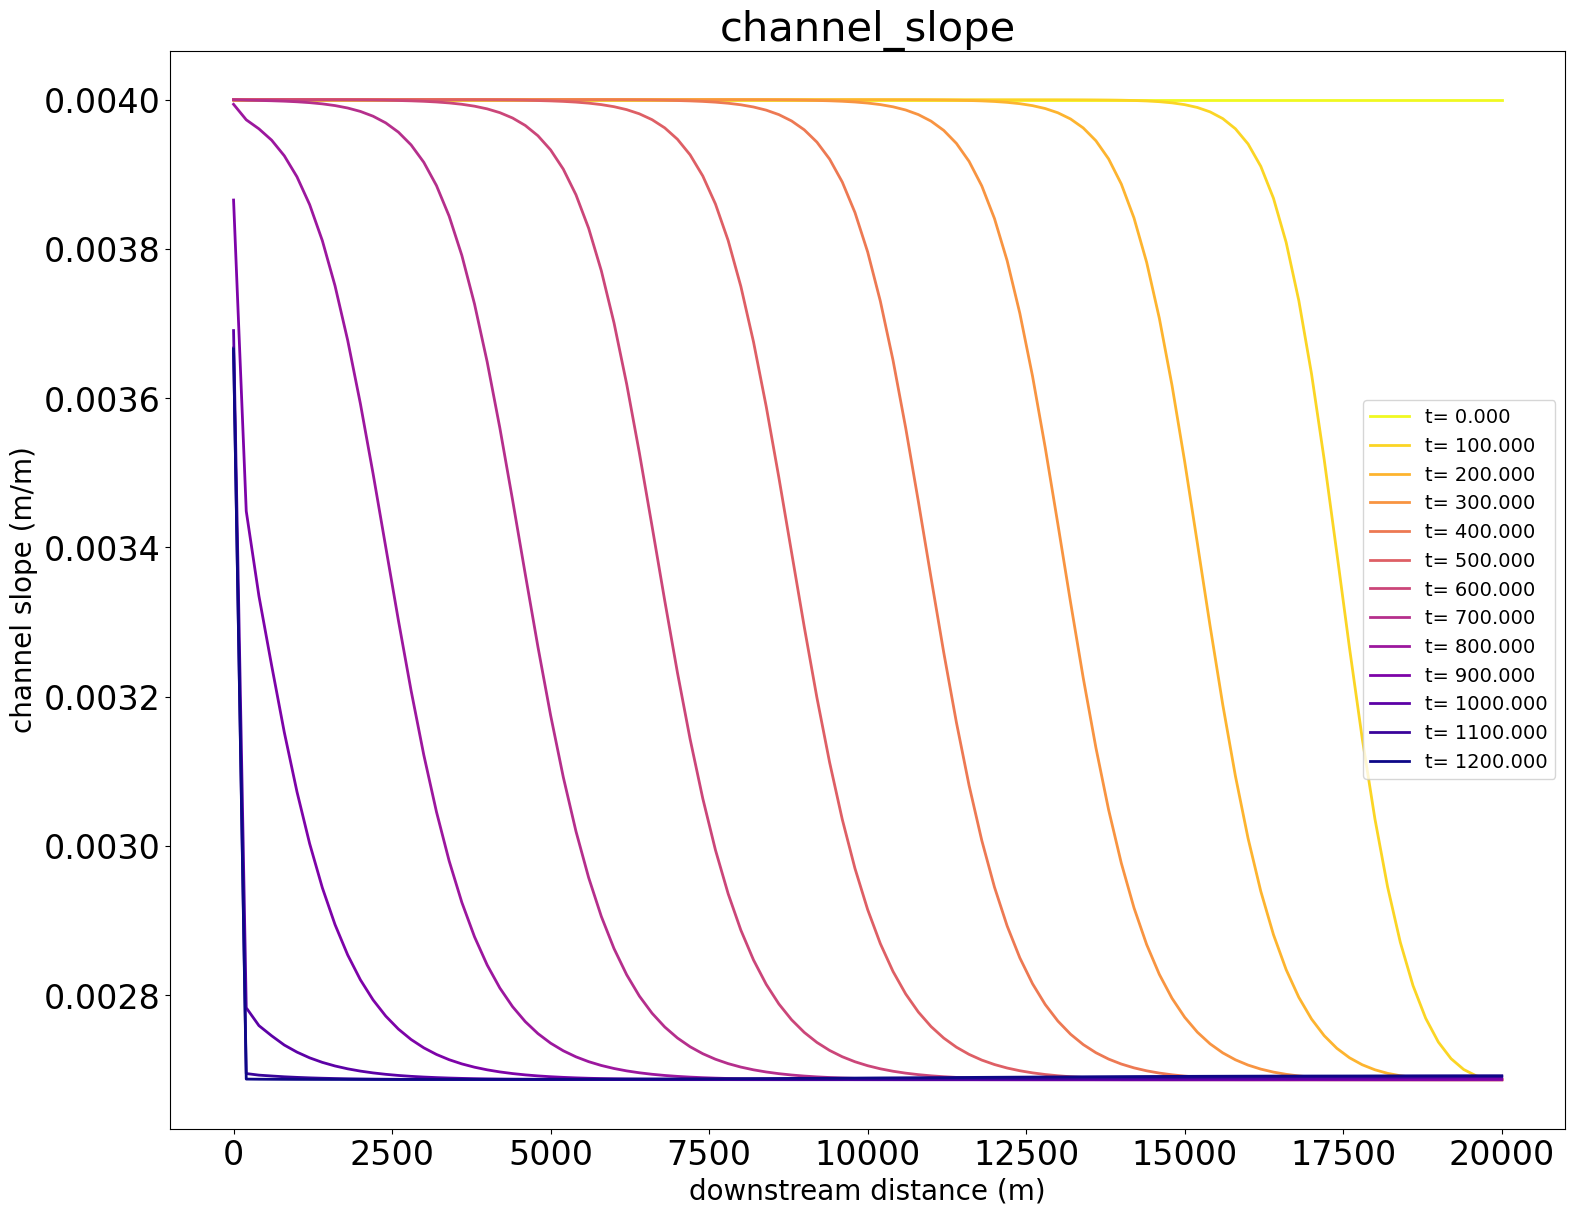 channel_slope
channel slope (m/m)
0.0040
0.0038
0.0036
0.0034
0.0032
0.0030
0.0028
t= 0.000
t= 100.000
t= 200.000
t= 300.000
t= 400.000
t= 500.000
t= 600.000
t= 700.000
t= 800.000
t= 900.000
t= 1000.000
t= 1100.000
t= 1200.000
0 2500 5000 7500 10000 12500 15000 17500 20000
downstream distance (m)